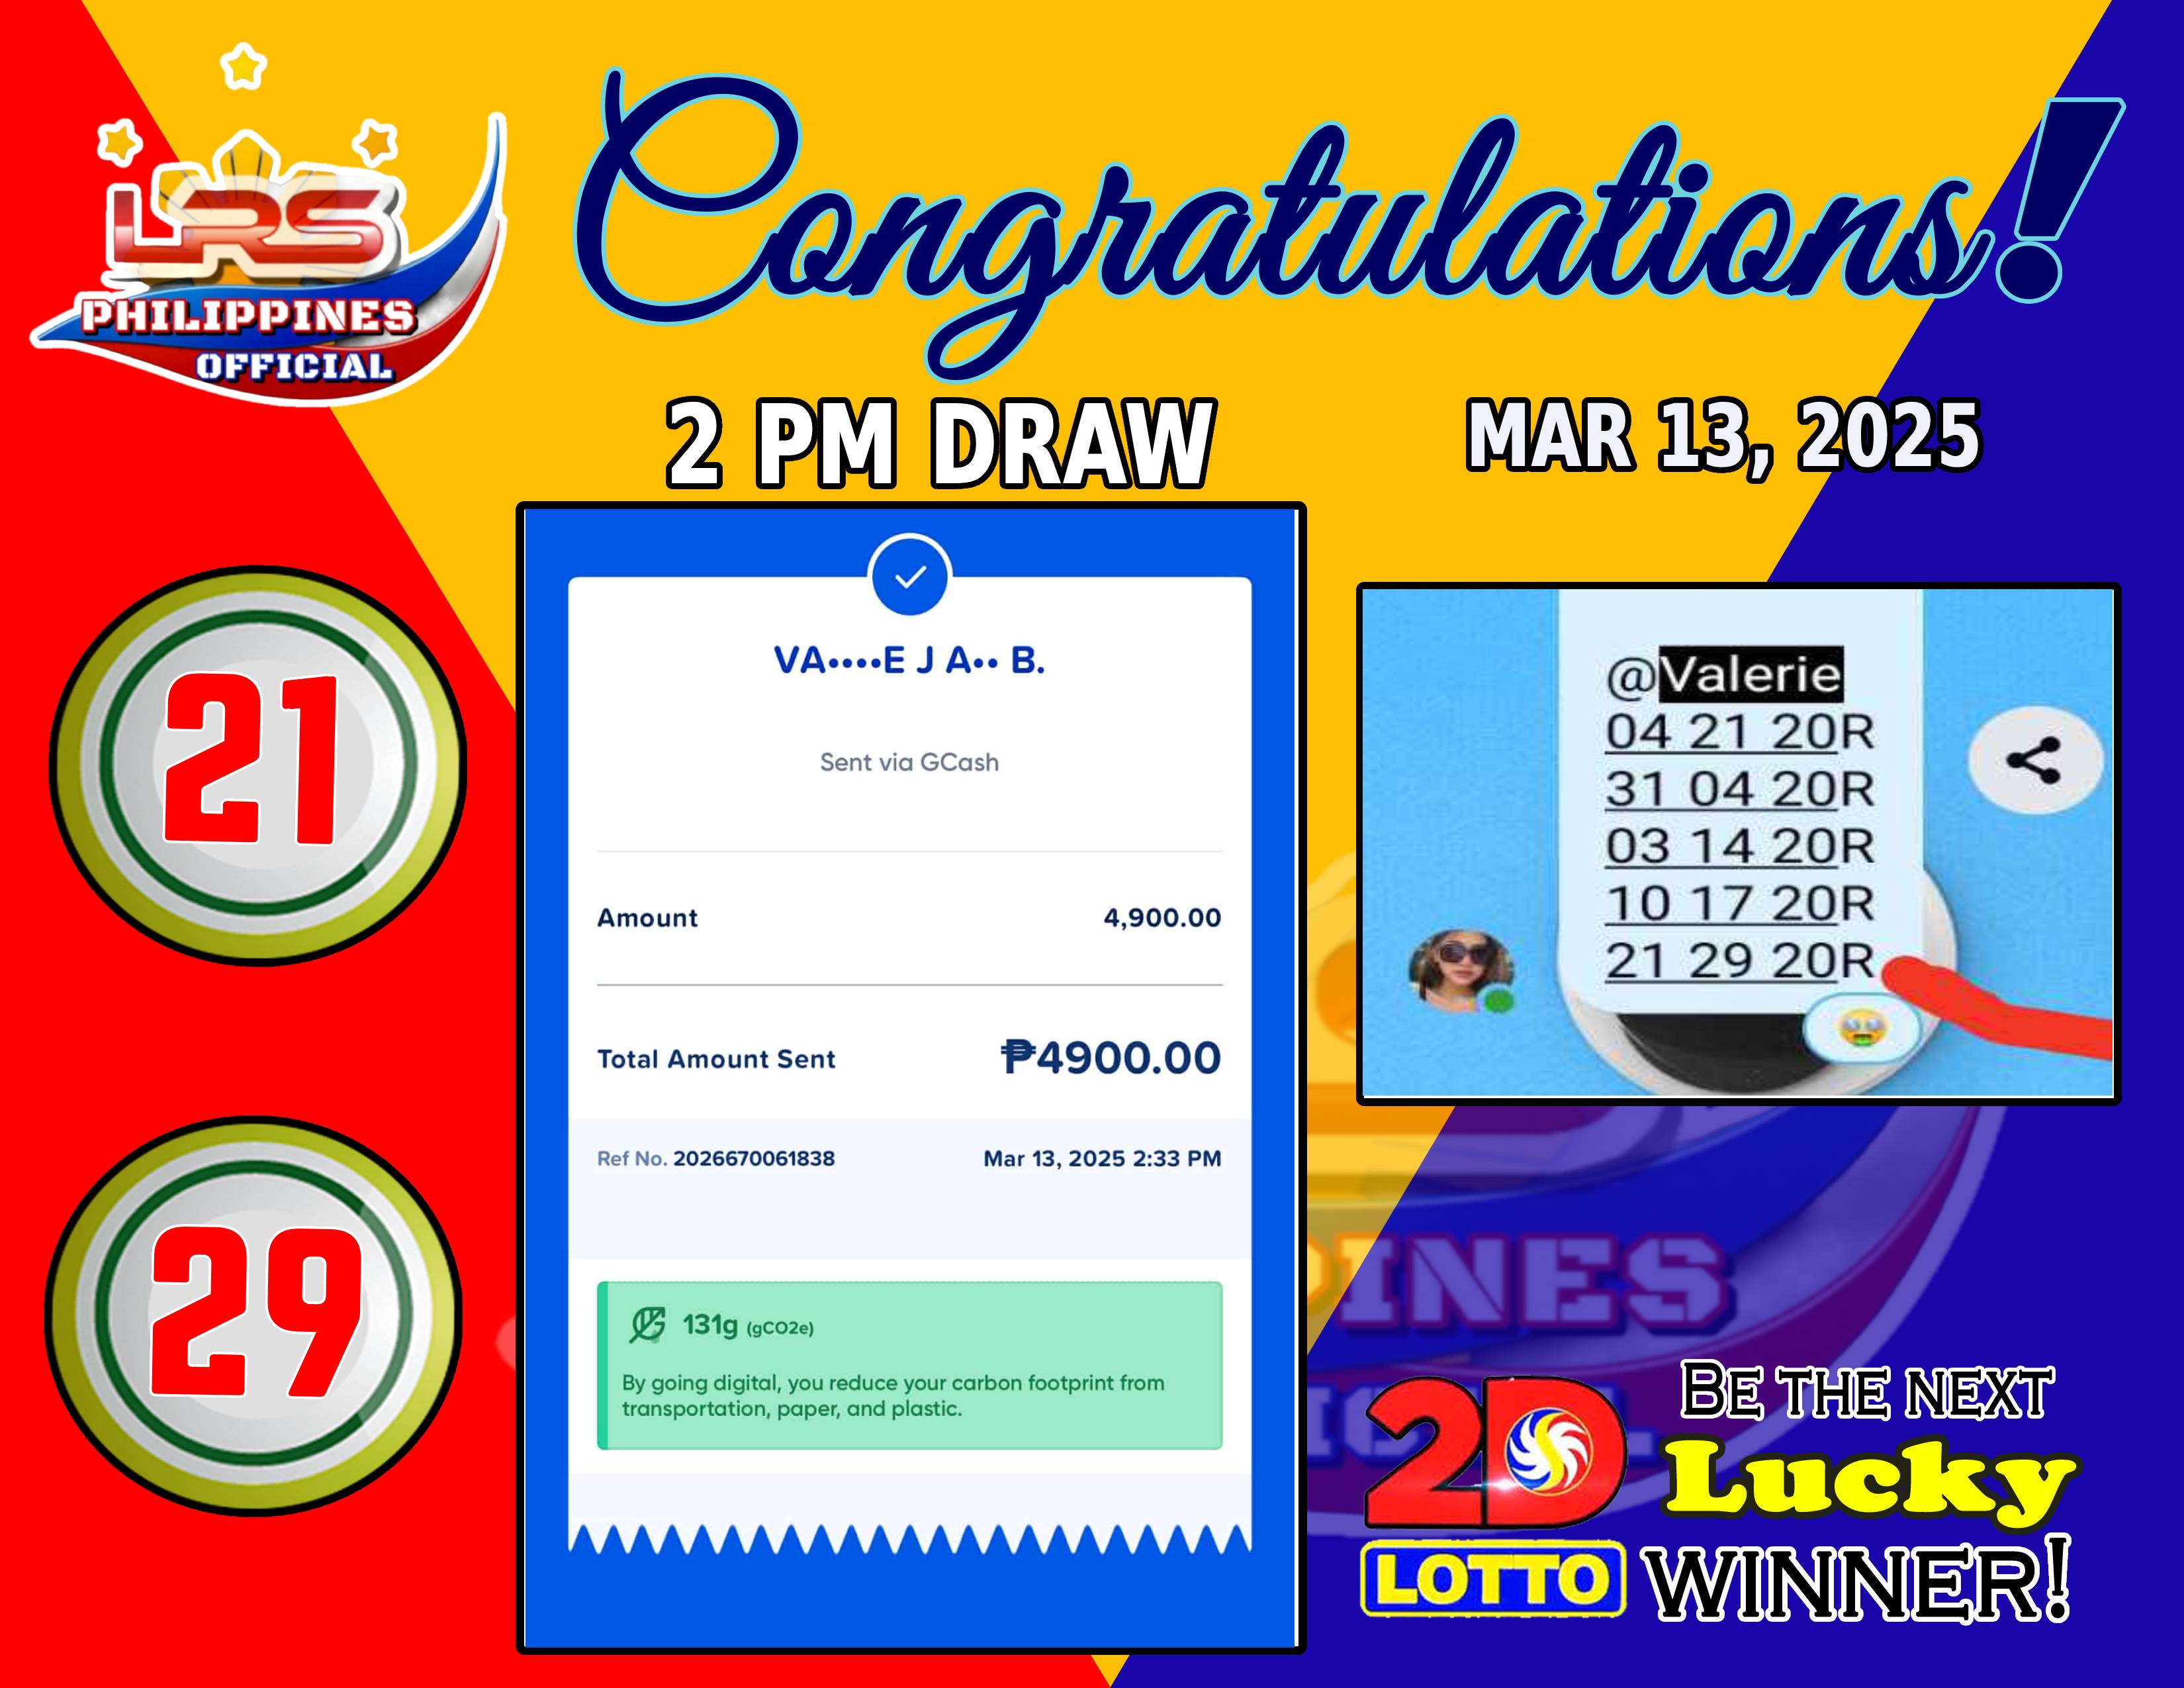 LRS
PHILIPPINES
OFFICIAL
Congratulations!
2 PM DRAW
MAR 13, 2025
21
29
VA••••E J A•• B.
Sent via GCash
Amount 4,900.00
Total Amount Sent ₱4900.00
Ref No. 2026670061838 Mar 13, 2025 2:33 PM
131g (gCO2e)
By going digital, you reduce your carbon footprint from
transportation, paper, and plastic.
@Valerie
04 21 20R
31 04 20R
03 14 20R
10 17 20R
21 29 20R
PINES
2D
LOTTO
BE THE NEXT
Lucky
WINNER!